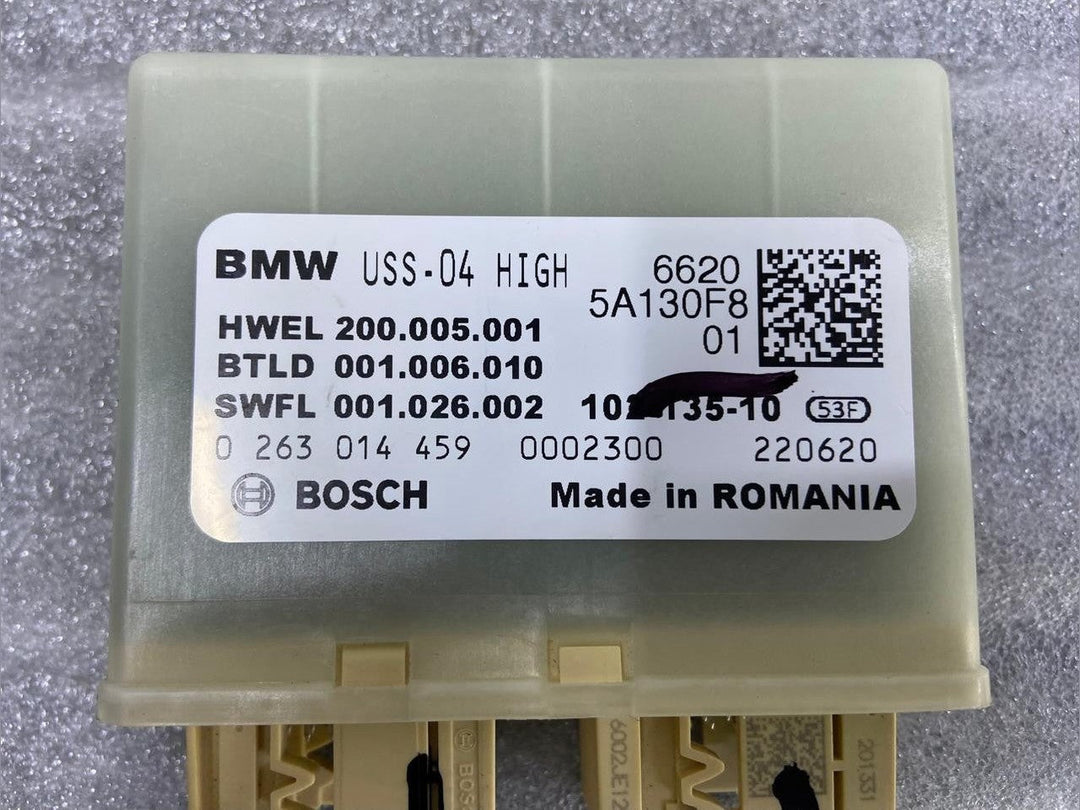 BMW USS-04 HIGH
6620
5A130F8
01
HWEL 200.005.001
BTLD 001.006.010
SWFL 001.026.002 53F
0 263 014 459 0002300 220620
BOSCH Made in ROMANIA
201331